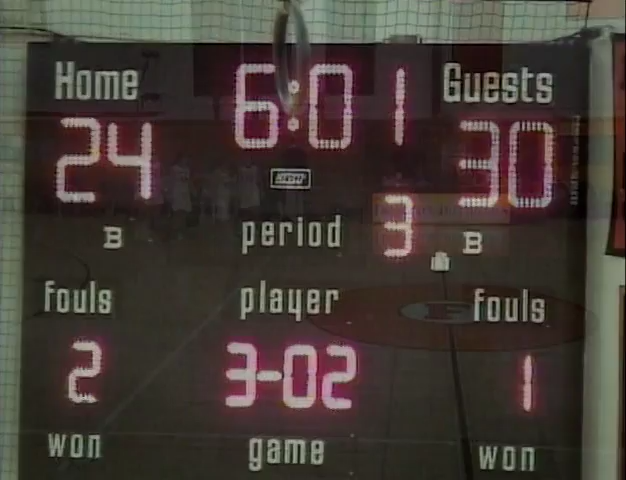 Home 6:01 Guests
24 30
B period 3 B
fouls player fouls
2 3-02 1
won game won
F